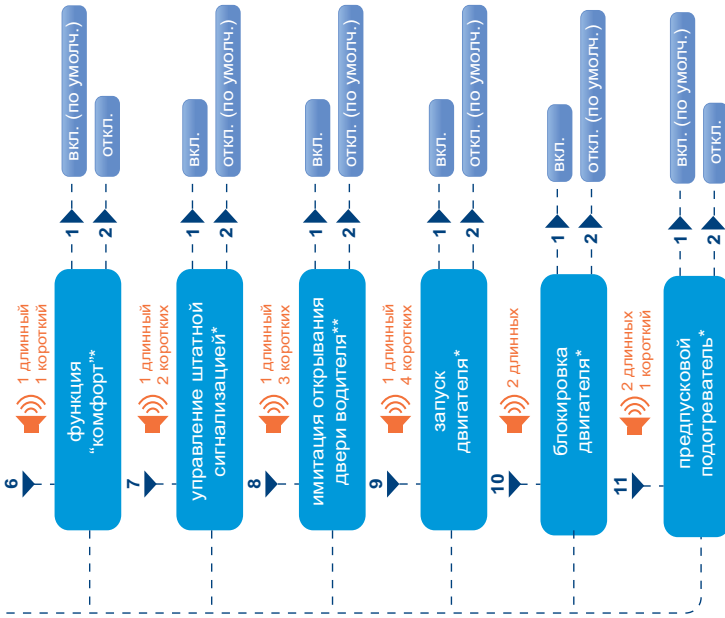 6
1 длинный
1 короткий
функция
“комфорт”*
1
вкл. (по умолч.)
2
откл.
7
1 длинный
2 коротких
управление штатной
сигнализацией*
1
вкл.
2
откл. (по умолч.)
8
1 длинный
3 коротких
имитация открывания
двери водителя**
1
вкл.
2
откл. (по умолч.)
9
1 длинный
4 коротких
запуск
двигателя*
1
вкл.
2
откл. (по умолч.)
10
2 длинных
блокировка
двигателя*
1
вкл.
2
откл. (по умолч.)
11
2 длинных
1 короткий
предпусковой
подогреватель*
1
вкл. (по умолч.)
2
откл.